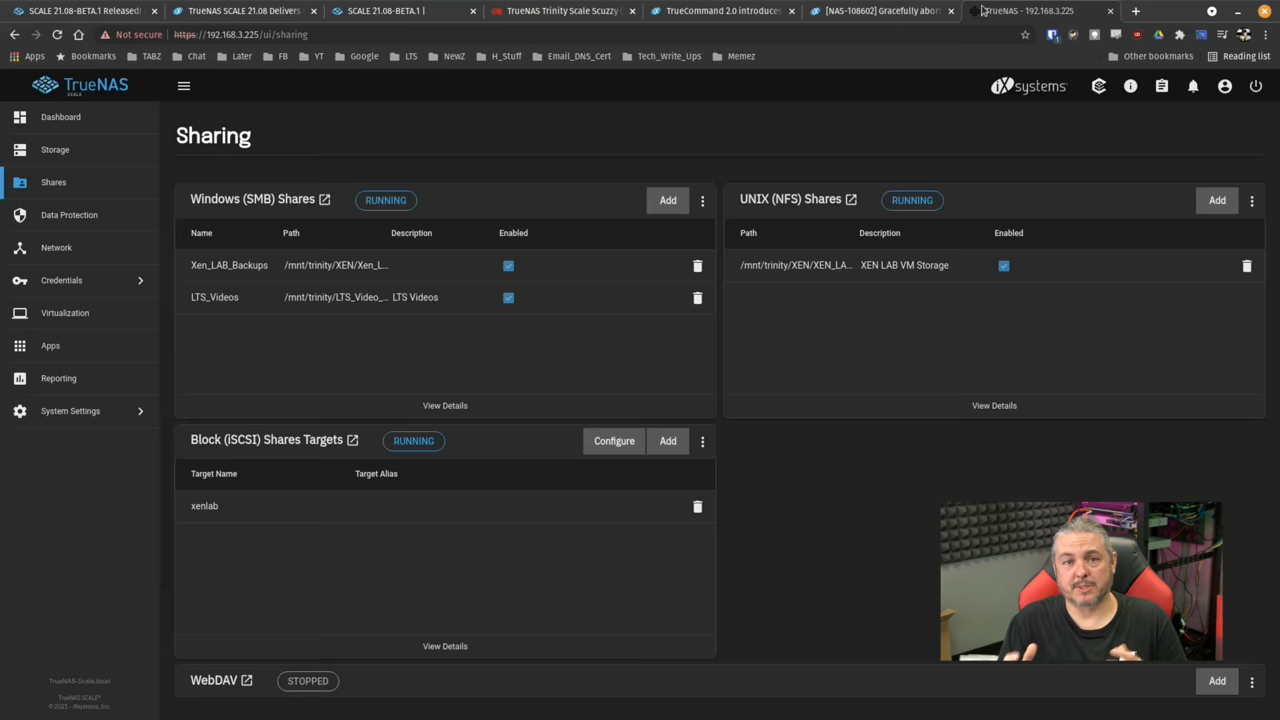 SCALE 21.08-BETA.1 Released!
TrueNAS SCALE 21.08 Delivers
SCALE 21.08-BETA.1 |
TrueNAS Trinity Scale Scuzzy
TrueCommand 2.0 introduces
[NAS-108602] Gracefully abort
TrueNAS - 192.168.3.225
Not secure
https://192.168.3.225/ui/sharing
Apps
Bookmarks
TABZ
Chat
Later
FB
YT
Google
LTS
NewZ
H_Stuff
Email_DNS_Cert
Tech_Write_Ups
Memez
Other bookmarks
Reading list
TrueNAS
SCALE
iXsystems
Dashboard
Storage
Shares
Data Protection
Network
Credentials
Virtualization
Apps
Reporting
System Settings
TrueNAS-Scale.local
TrueNAS SCALE®
© 2021 - iXsystems, Inc.
Sharing
Windows (SMB) Shares
RUNNING
Add
Name Path Description Enabled
Xen_LAB_Backups /mnt/trinity/XEN/Xen_L...
LTS_Videos /mnt/trinity/LTS_Video_... LTS Videos
View Details
UNIX (NFS) Shares
RUNNING
Add
Path Description Enabled
/mnt/trinity/XEN/XEN_LA... XEN LAB VM Storage
View Details
Block (iSCSI) Shares Targets
RUNNING
Configure
Add
Target Name Target Alias
xenlab
View Details
WebDAV
STOPPED
Add